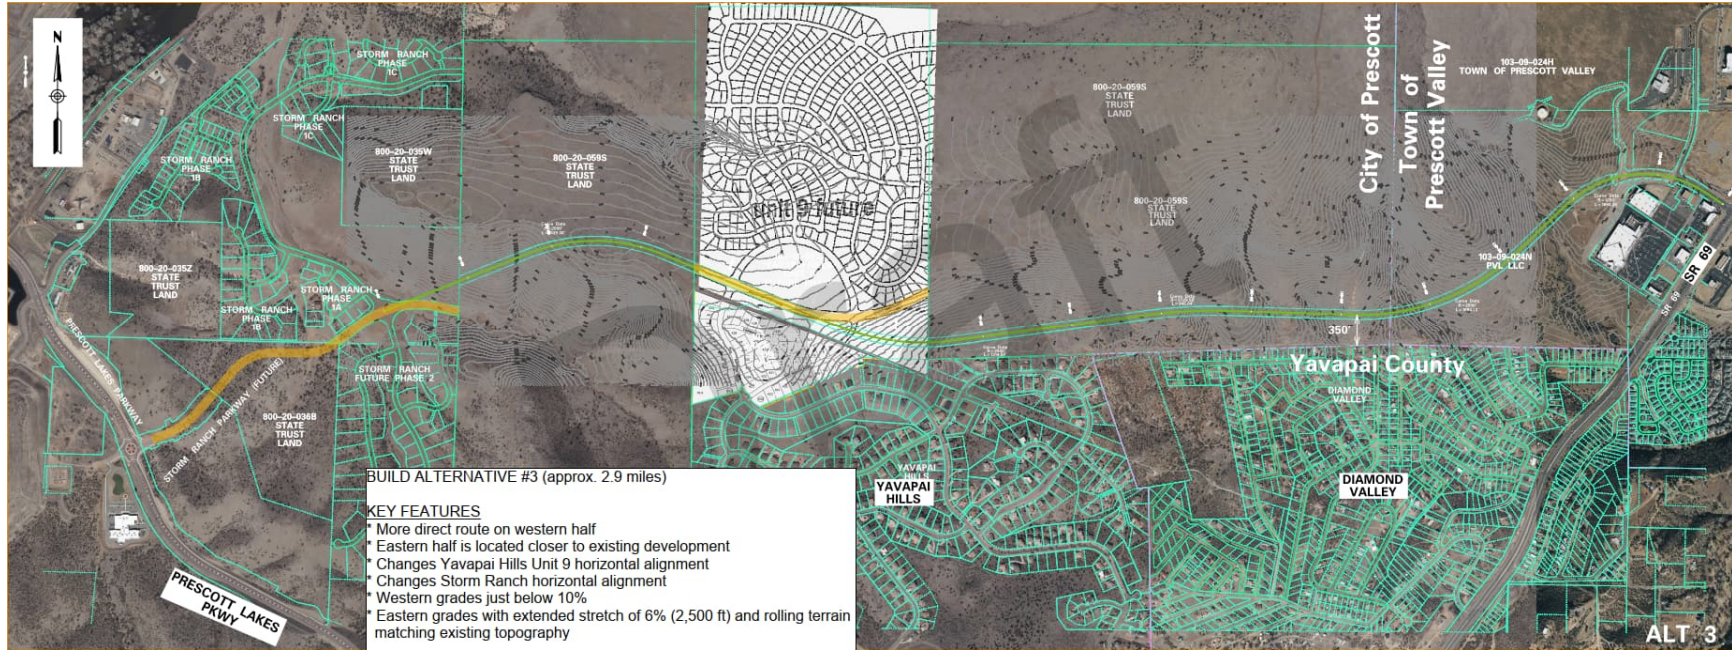 N
STORM RANCH
PHASE
1C
STORM RANCH
PHASE
1C
STORM RANCH
PHASE
1B
800-20-035W
STATE
TRUST
LAND
800-20-059S
STATE
TRUST
LAND
unit 9 future
800-20-059S
STATE
TRUST
LAND
800-20-059S
STATE
TRUST
LAND
City of Prescott
Town of
Prescott Valley
103-09-024H
TOWN OF PRESCOTT VALLEY
103-09-024N
PVL LLC
SR 69
SR 69
800-20-035Z
STATE
TRUST
LAND
STORM RANCH
PHASE
1B
STORM RANCH
PHASE
1A
STORM RANCH
FUTURE PHASE 2
PRESCOTT LAKES PARKWAY
STORM RANCH PARKWAY (FUTURE)
800-20-036B
STATE
TRUST
LAND
350'
Yavapai County
DIAMOND
VALLEY
YAVAPAI
HILLS
YAVAPAI
HILLS
DIAMOND
VALLEY
PRESCOTT LAKES
PKWY
BUILD ALTERNATIVE #3 (approx. 2.9 miles)
KEY FEATURES
* More direct route on western half
* Eastern half is located closer to existing development
* Changes Yavapai Hills Unit 9 horizontal alignment
* Changes Storm Ranch horizontal alignment
* Western grades just below 10%
* Eastern grades with extended stretch of 6% (2,500 ft) and rolling terrain
matching existing topography
ALT 3